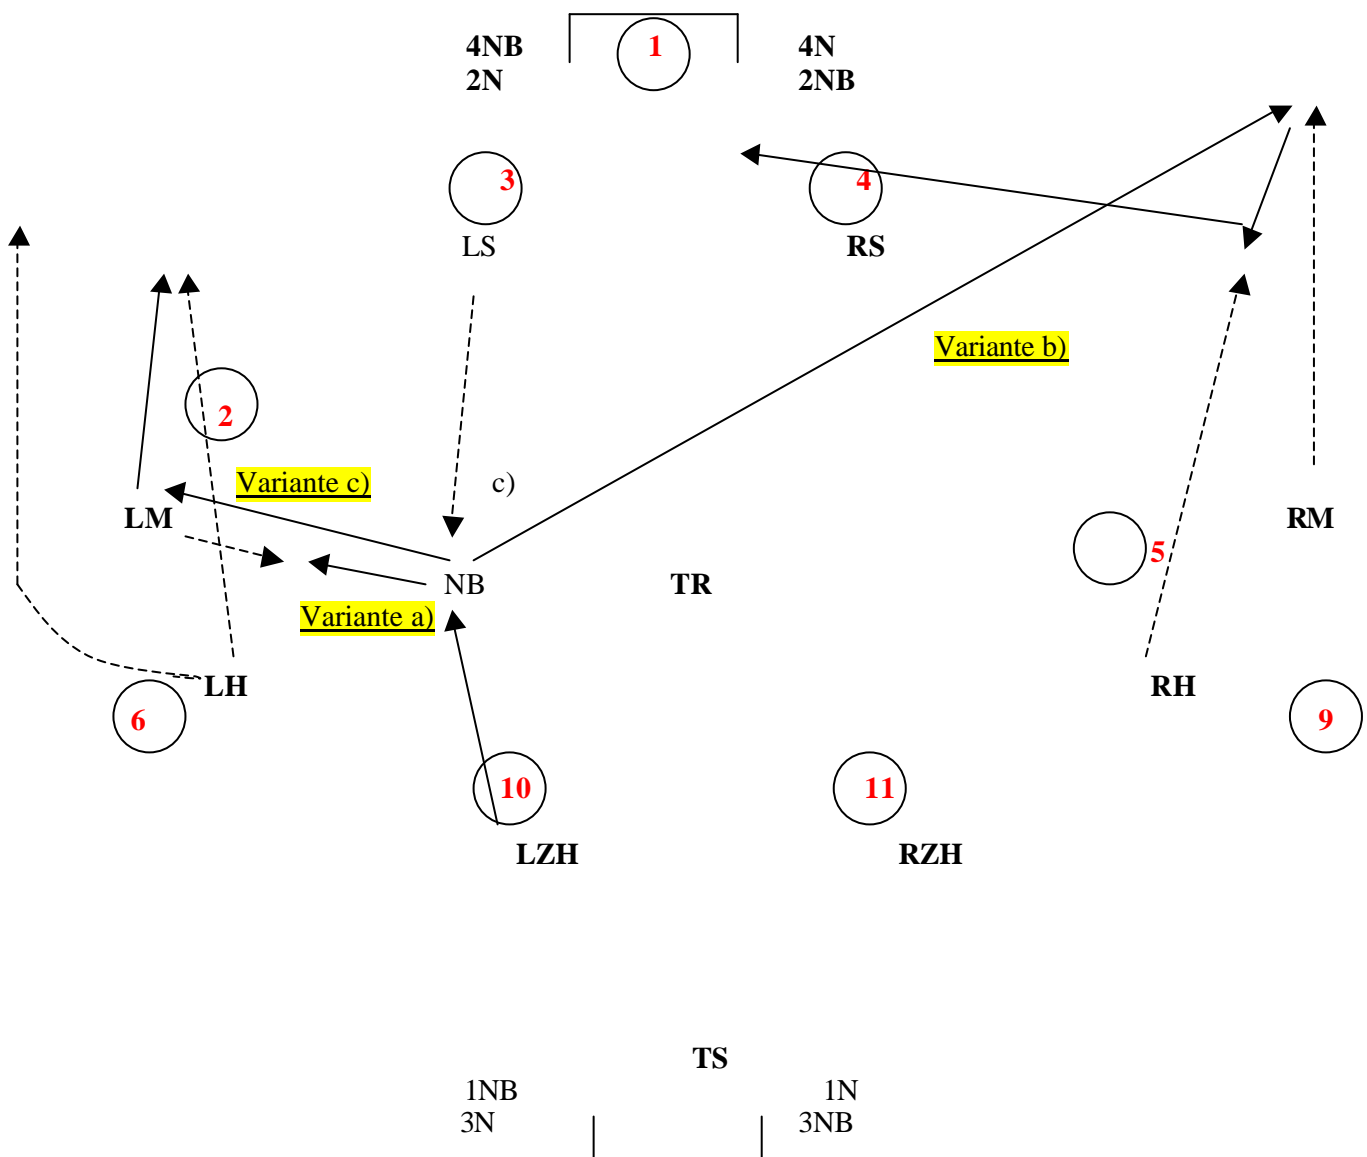 4NB 1 4N
2N 2NB
3 4
LS RS
Variante b)
2
Variante c) c)
LM RM
5
NB TR
Variante a)
LH RH
6 9
10 11
LZH RZH
TS
1NB 1N
3N 3NB